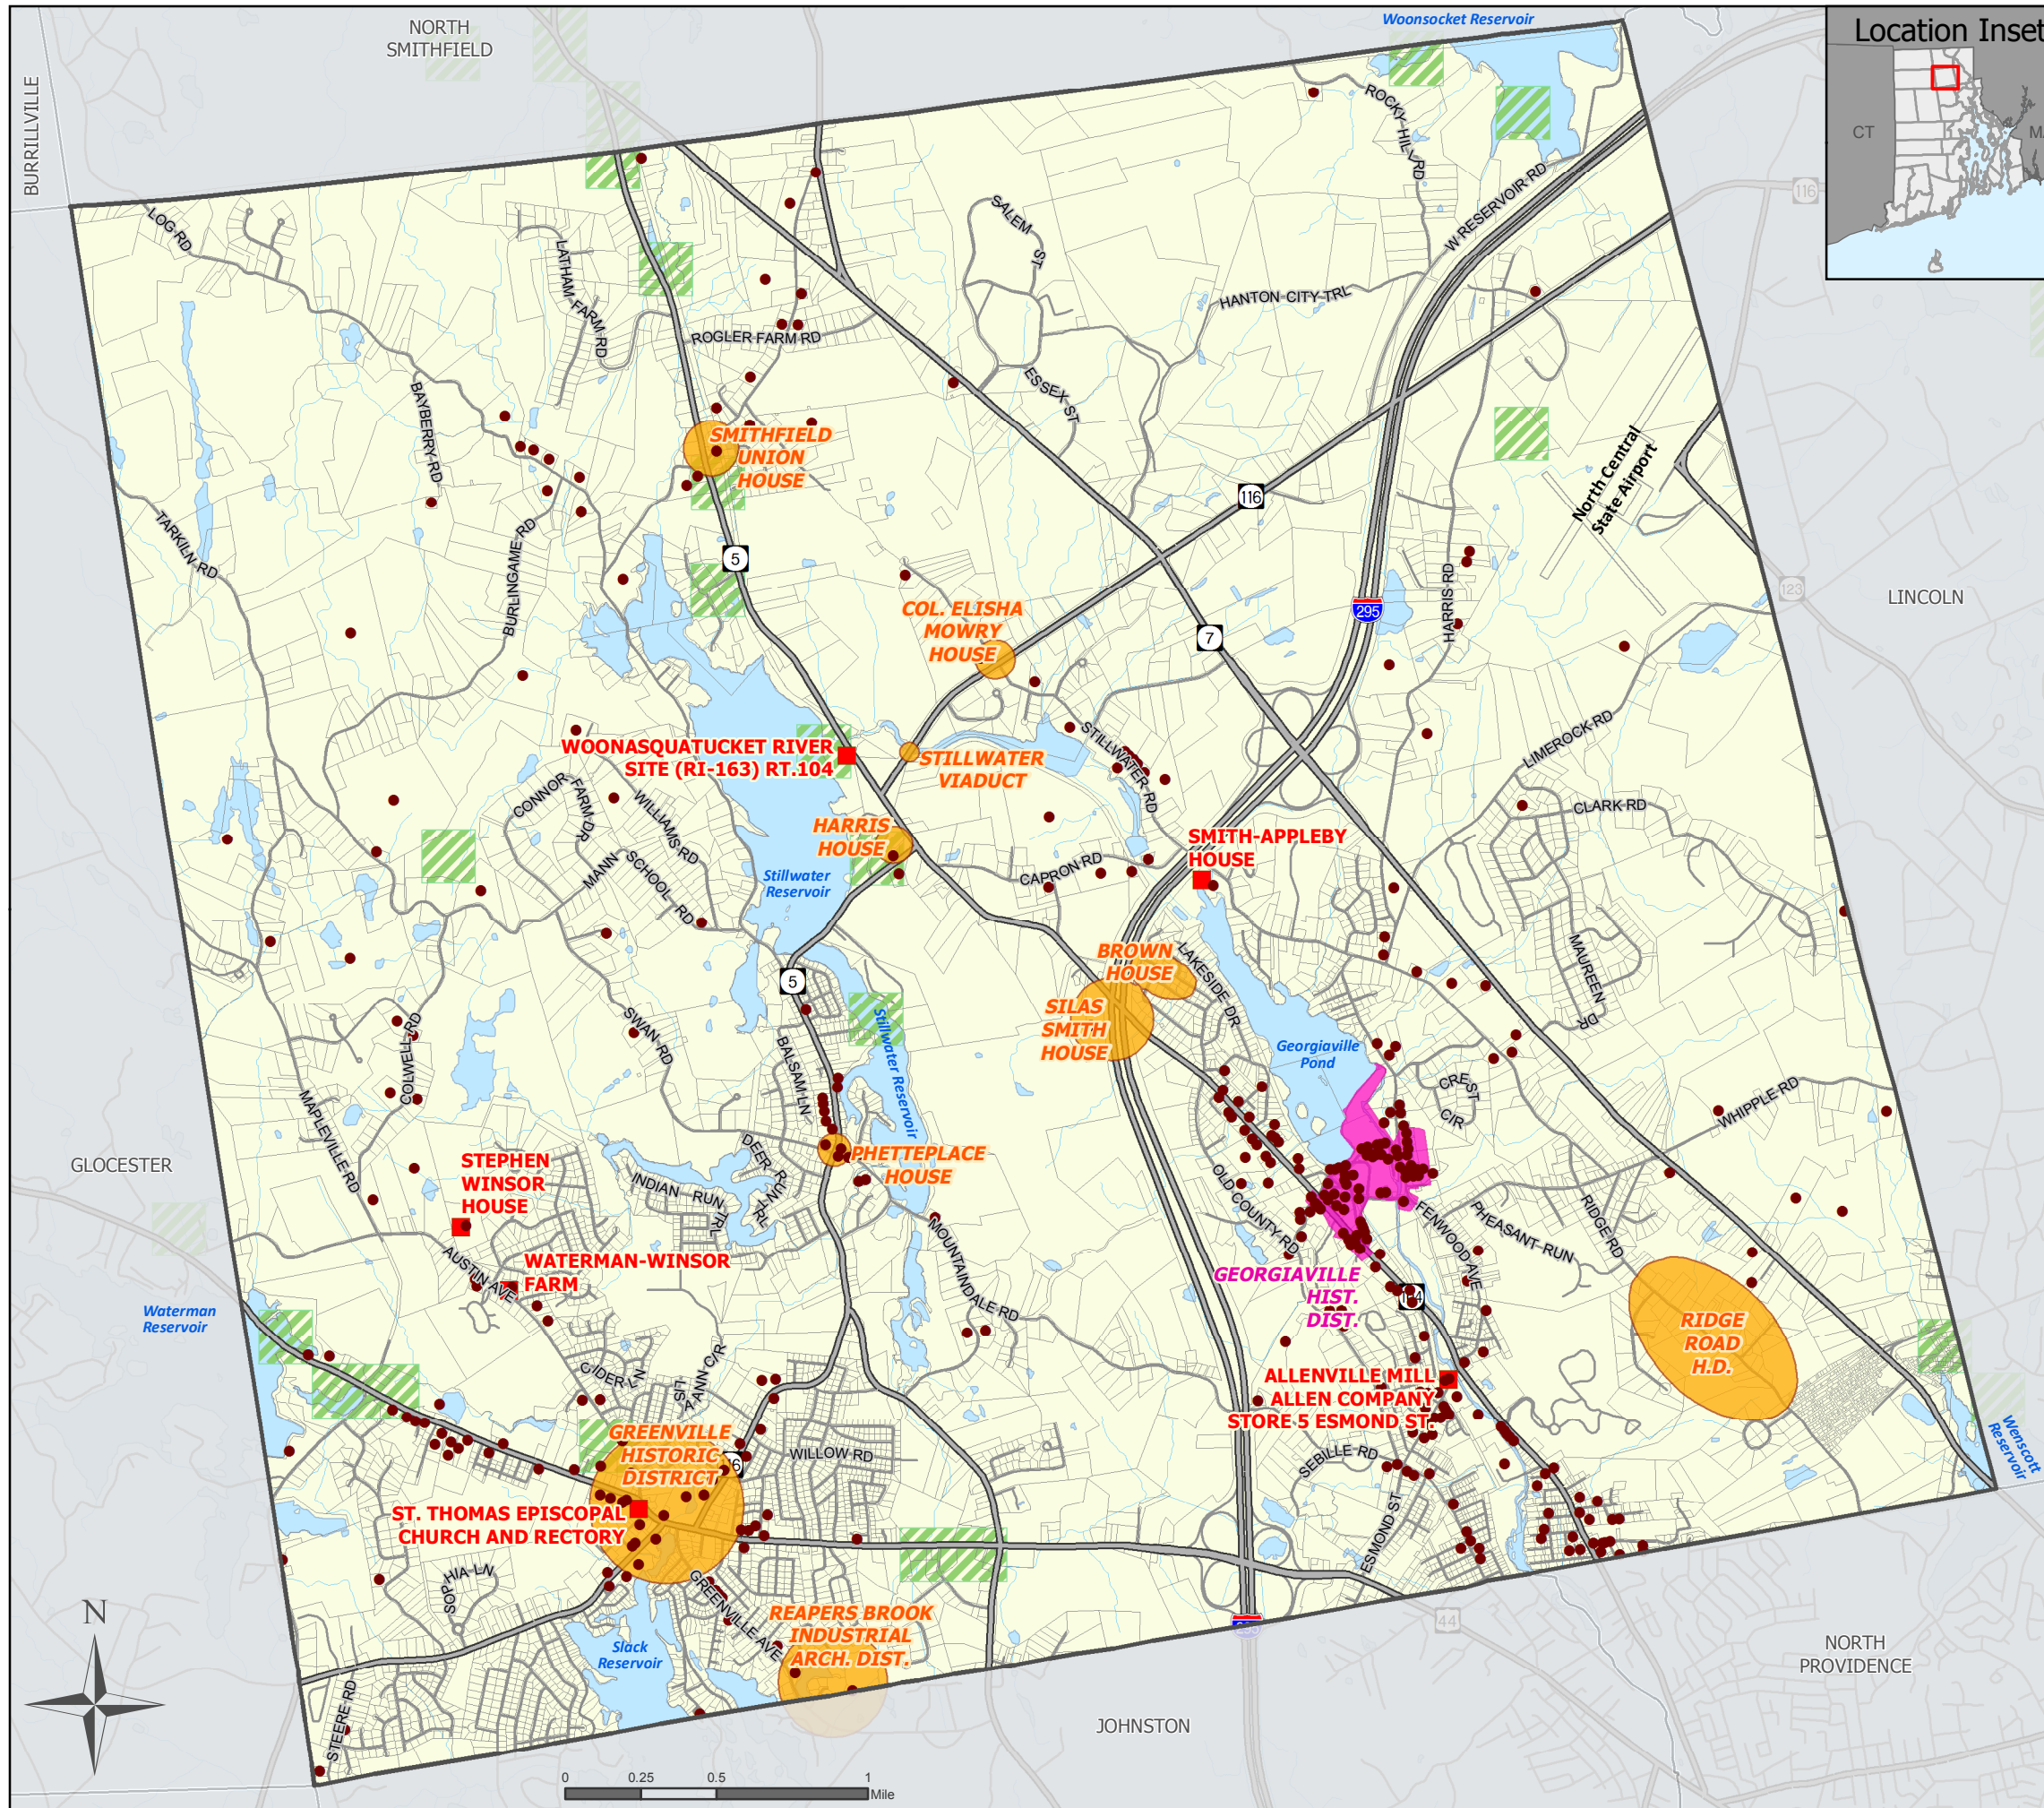 NORTH
SMITHFIELD
Woonsocket Reservoir
Location Inset
CT
BURRILLVILLE
ROCKY HILL RD
W RESERVOIR RD
116
LOG RD
LATHAM FARM RD
SALEM ST
HANTON CITY TRL
ROGLER FARM RD
ESSEX ST
BAYBERRY RD
SMITHFIELD
UNION
HOUSE
North Central
State Airport
116
TARKILN RD
BURLINGAME RD
5
123
LINCOLN
HARRIS RD
295
COL. ELISHA
MOWRY
HOUSE
7
WOONASQUATUCKET RIVER
SITE (RI-163) RT.104
STILLWATER
VIADUCT
STILLWATER RD
LIMEROCK RD
CLARK RD
CONNOR FARM DR
WILLIAMS RD
HARRIS
HOUSE
SMITH-APPLEBY
HOUSE
MANN SCHOOL RD
Stillwater
Reservoir
CAPRON RD
BROWN
HOUSE
LAKESIDE DR
MAUREEN DR
5
SILAS
SMITH
HOUSE
COLWELL RD
SWAN RD
BALSAM LN
Stillwater Reservoir
Georgiaville
Pond
CREST CIR
WHIPPLE RD
MAPLEVILLE RD
GLOCESTER
STEPHEN
WINSOR
HOUSE
DEER RUN TRL
PHETTEPLACE
HOUSE
INDIAN RUN TRL
OLD COUNTY RD
FENWOOD AVE
PHEASANT RUN
RIDGE RD
MOUNTAINDALE RD
AUSTIN AVE
WATERMAN-WINSOR
FARM
GEORGIAVILLE
HIST.
DIST.
Waterman
Reservoir
RIDGE
ROAD
H.D.
CIDER LN
LISA ANN CIR
ALLENVILLE MILL
ALLEN COMPANY
STORE 5 ESMOND ST.
GREENVILLE
HISTORIC
DISTRICT
WILLOW RD
SEBILLE RD
Wenscott
Reservoir
ST. THOMAS EPISCOPAL
CHURCH AND RECTORY
ESMOND ST
SOPHIA LN
GREENVILLE AVE
REAPERS BROOK
INDUSTRIAL
ARCH. DIST.
295
44
N
Slack
Reservoir
NORTH
PROVIDENCE
STEERE RD
JOHNSTON
0 0.25 0.5 1
Mile